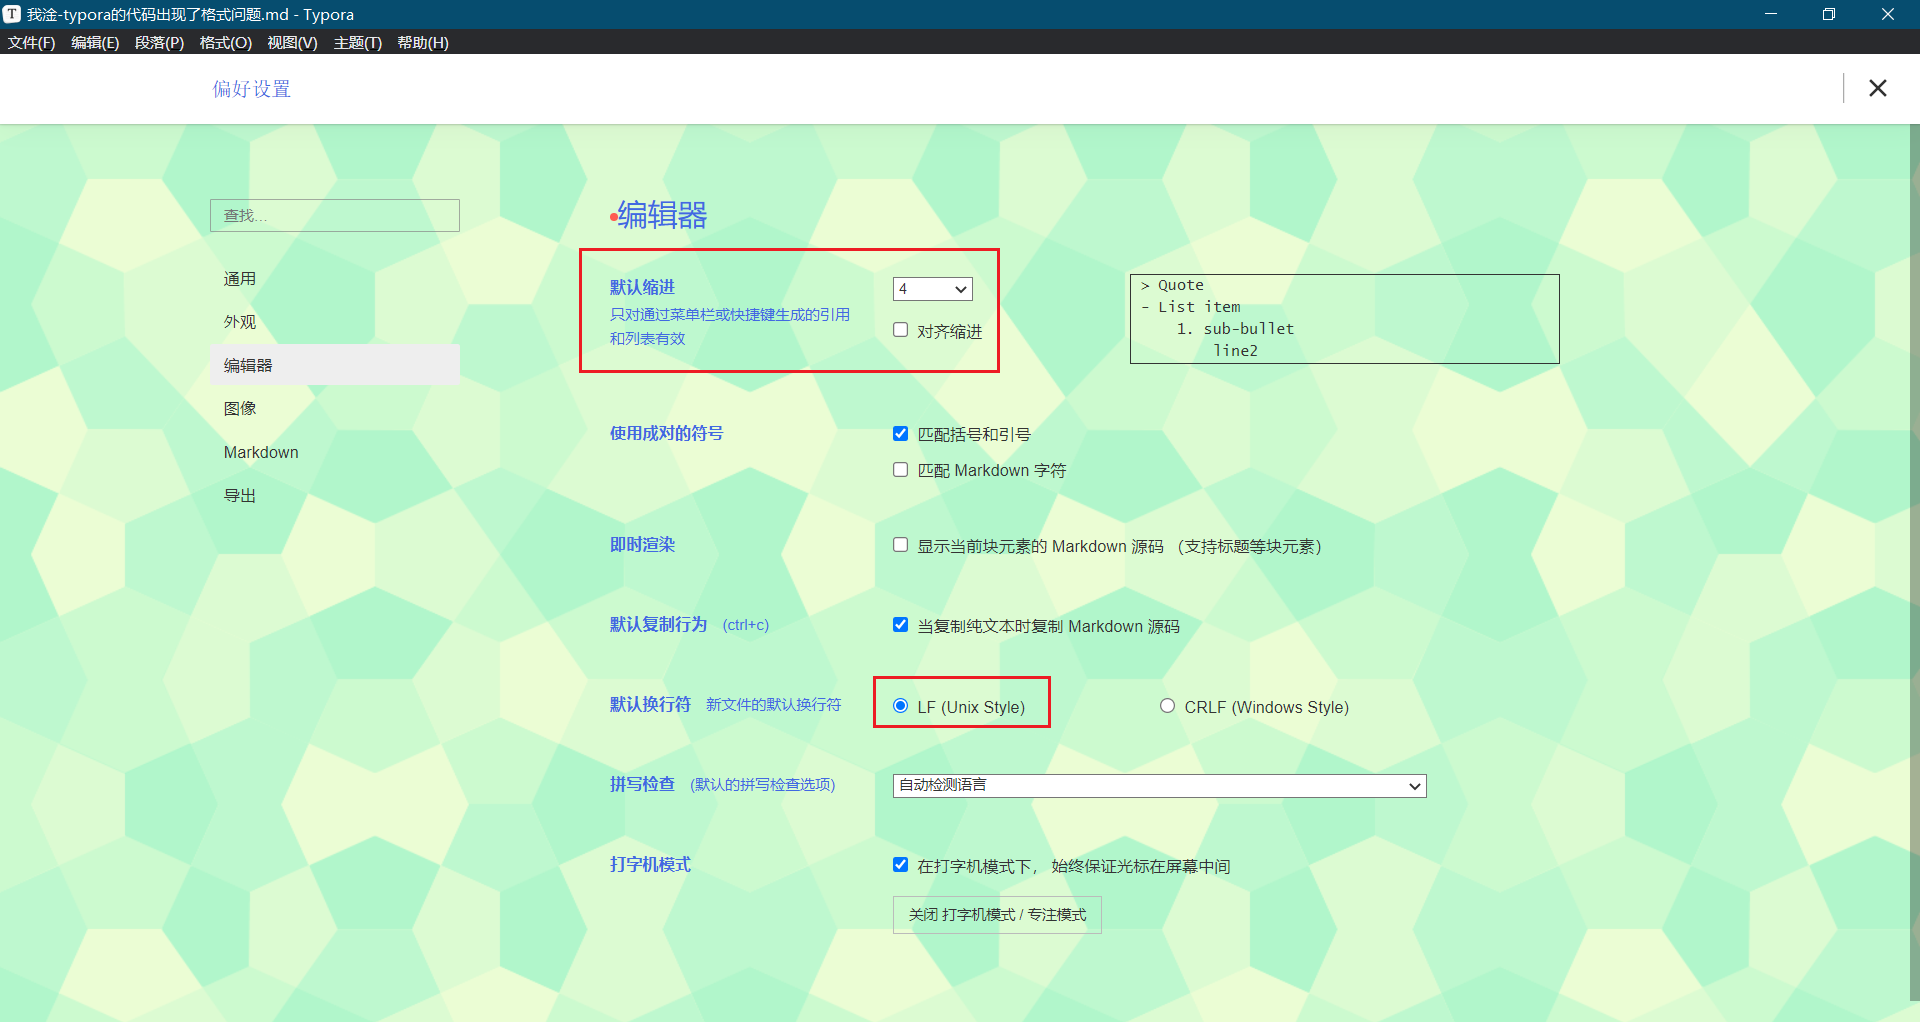 我淦-typora的代码出现了格式问题.md - Typora
文件(F) 编辑(E) 段落(P) 格式(O) 视图(V) 主题(T) 帮助(H)
偏好设置
查找...
通用
外观
编辑器
图像
Markdown
导出
编辑器
默认缩进
只对通过菜单栏或快捷键生成的引用
和列表有效
4
对齐缩进
> Quote
- List item
1. sub-bullet
line2
使用成对的符号
匹配括号和引号
匹配 Markdown 字符
即时渲染
显示当前块元素的 Markdown 源码 （支持标题等块元素）
默认复制行为 (ctrl+c)
当复制纯文本时复制 Markdown 源码
默认换行符 新文件的默认换行符
LF (Unix Style)
CRLF (Windows Style)
拼写检查 (默认的拼写检查选项)
自动检测语言
打字机模式
在打字机模式下， 始终保证光标在屏幕中间
关闭 打字机模式 / 专注模式